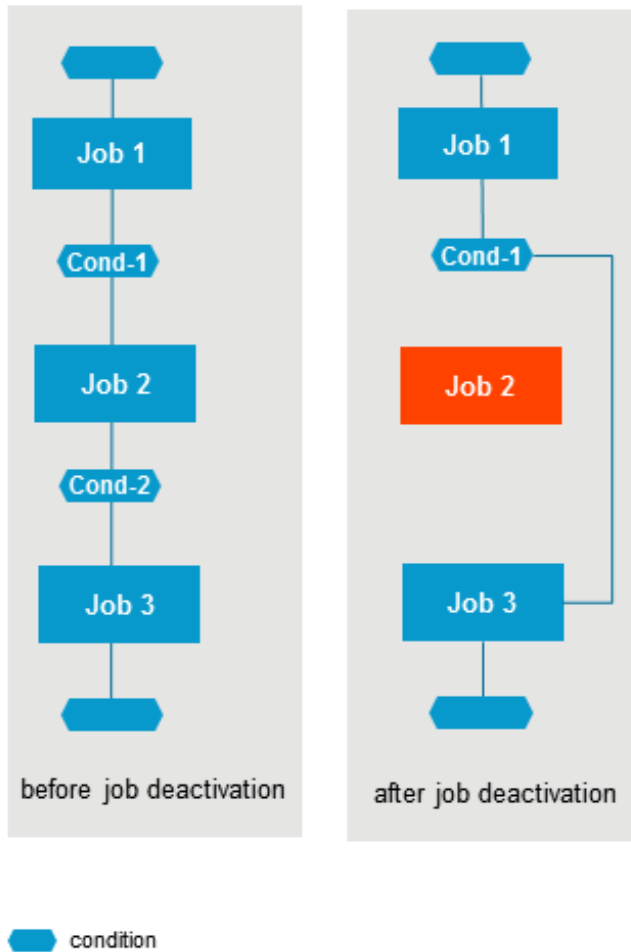 Job 1
Cond-1
Job 2
Cond-2
Job 3
before job deactivation
Job 1
Cond-1
Job 2
Job 3
after job deactivation
condition